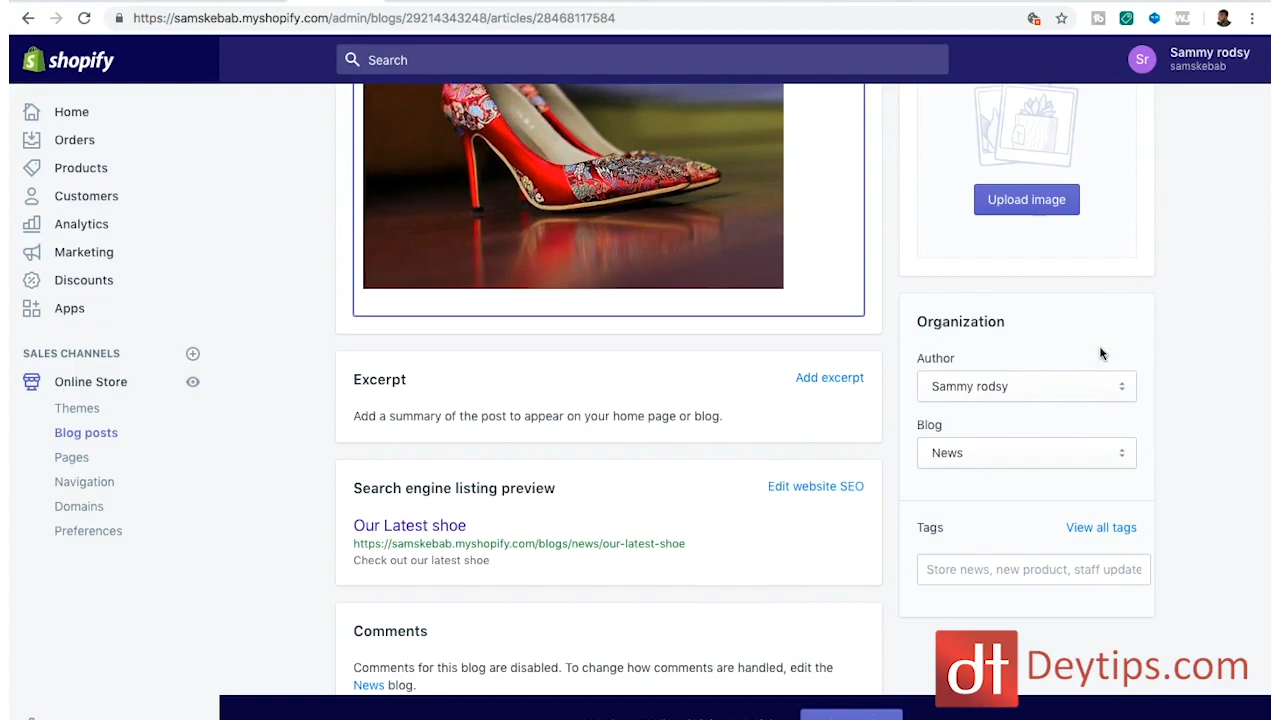 https://samskebab.myshopify.com/admin/blogs/29214343248/articles/28468117584
shopify
Search
Sr
Sammy rodsy
samskebab
Home
Orders
Products
Customers
Analytics
Marketing
Discounts
Apps
SALES CHANNELS
Online Store
Themes
Blog posts
Pages
Navigation
Domains
Preferences
Upload image
Excerpt
Add excerpt
Add a summary of the post to appear on your home page or blog.
Search engine listing preview
Edit website SEO
Our Latest shoe
https://samskebab.myshopify.com/blogs/news/our-latest-shoe
Check out our latest shoe
Comments
Comments for this blog are disabled. To change how comments are handled, edit the
News blog.
Organization
Author
Sammy rodsy
Blog
News
Tags
View all tags
Store news, new product, staff update
dt Deytips.com